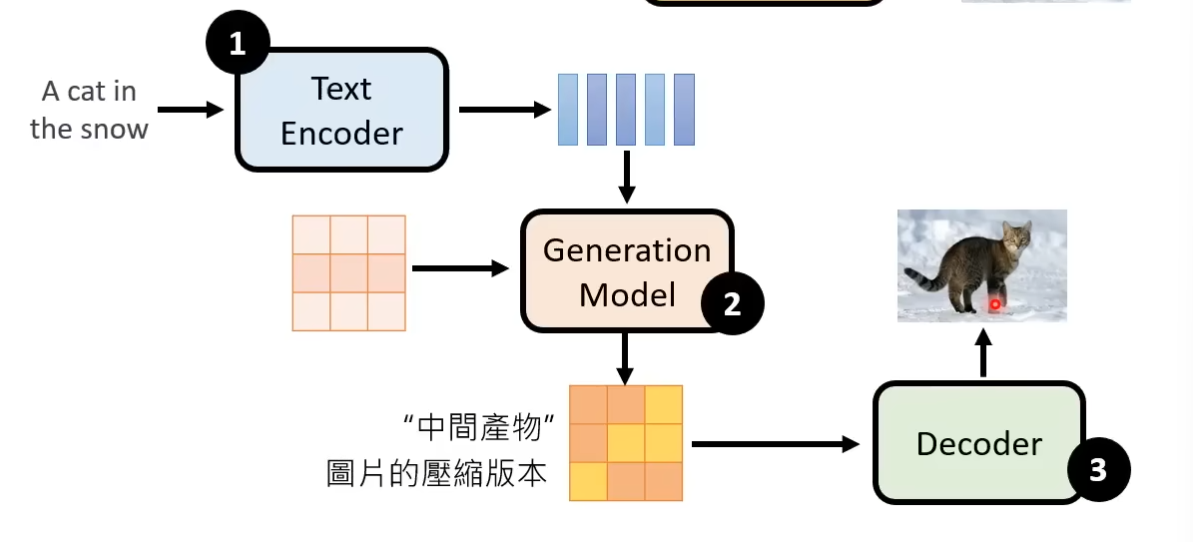 1
A cat in
the snow
Text
Encoder
Generation
Model
2
“中間產物”
圖片的壓縮版本
Decoder
3